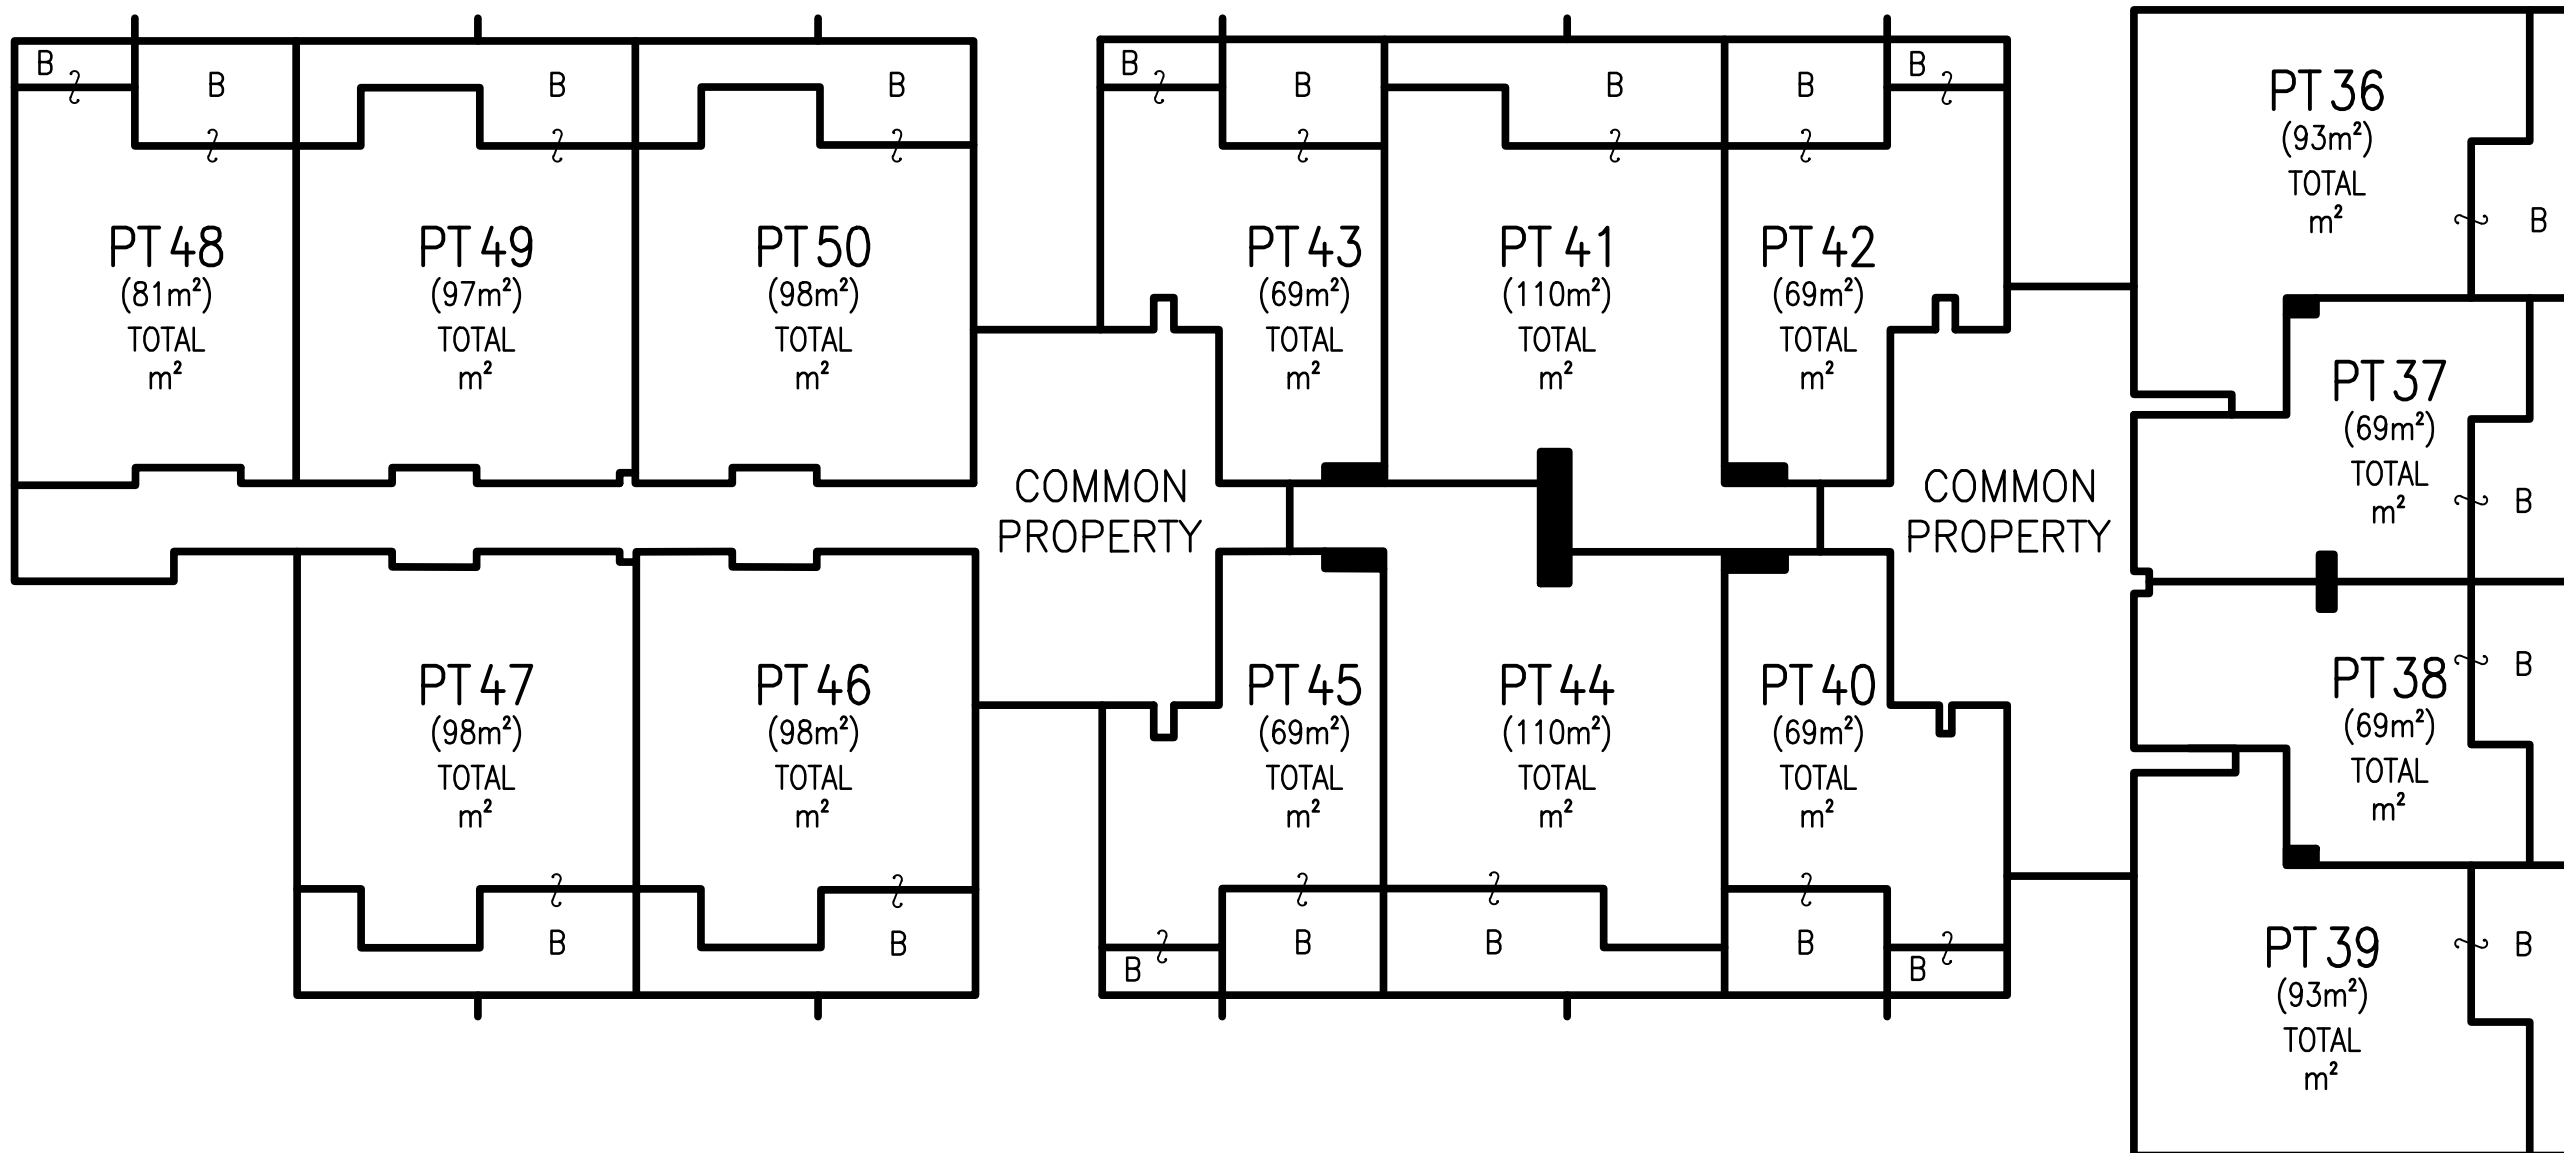 B
B
B
B
PT 48
(81m²)
TOTAL
m²
PT 49
(97m²)
TOTAL
m²
PT 50
(98m²)
TOTAL
m²
B
B
B
B
B
PT 43
(69m²)
TOTAL
m²
PT 41
(110m²)
TOTAL
m²
PT 42
(69m²)
TOTAL
m²
PT 36
(93m²)
TOTAL
m²
B
PT 37
(69m²)
TOTAL
m²
B
COMMON
PROPERTY
COMMON
PROPERTY
PT 47
(98m²)
TOTAL
m²
B
PT 46
(98m²)
TOTAL
m²
B
PT 45
(69m²)
TOTAL
m²
B
B
PT 44
(110m²)
TOTAL
m²
B
PT 40
(69m²)
TOTAL
m²
B
B
PT 38
(69m²)
TOTAL
m²
B
PT 39
(93m²)
TOTAL
m²
B